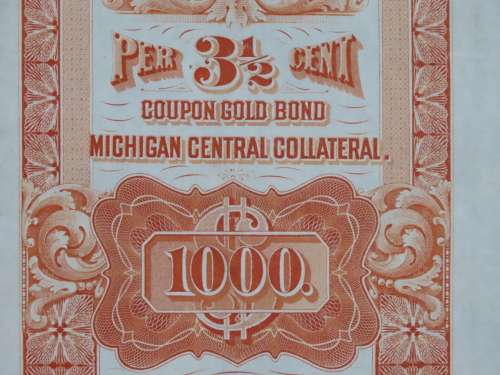 PER 3½ CENT
COUPON GOLD BOND
MICHIGAN CENTRAL COLLATERAL.
$1000.